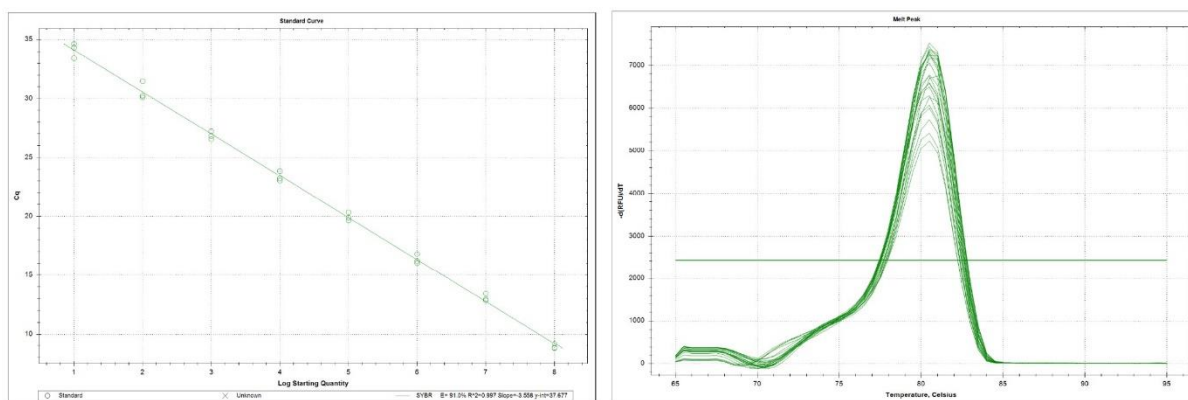 Standard Curve
35
30
25
20
15
10
Cq
1 2 3 4 5 6 7 8
Log Starting Quantity
Standard Unknown SYBR E= 91.0% R^2=0.997 Slope=-3.558 y-int=37.677
Melt Peak
7000
6000
5000
4000
3000
2000
1000
0
-d(RFU)/dT
65 70 75 80 85 90 95
Temperature, Celsius